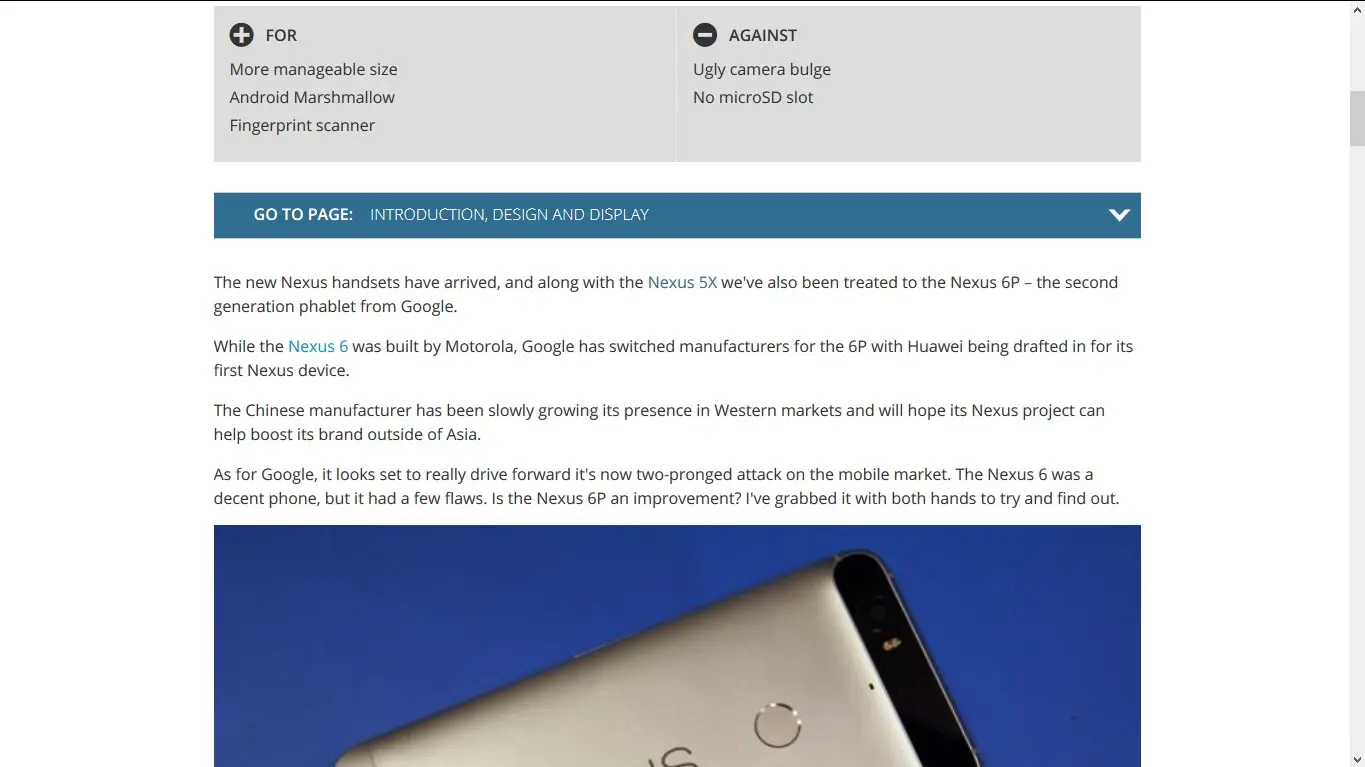 FOR
More manageable size
Android Marshmallow
Fingerprint scanner
AGAINST
Ugly camera bulge
No microSD slot
GO TO PAGE: INTRODUCTION, DESIGN AND DISPLAY
The new Nexus handsets have arrived, and along with the Nexus 5X we've also been treated to the Nexus 6P – the second
generation phablet from Google.
While the Nexus 6 was built by Motorola, Google has switched manufacturers for the 6P with Huawei being drafted in for its
first Nexus device.
The Chinese manufacturer has been slowly growing its presence in Western markets and will hope its Nexus project can
help boost its brand outside of Asia.
As for Google, it looks set to really drive forward it's now two-pronged attack on the mobile market. The Nexus 6 was a
decent phone, but it had a few flaws. Is the Nexus 6P an improvement? I've grabbed it with both hands to try and find out.